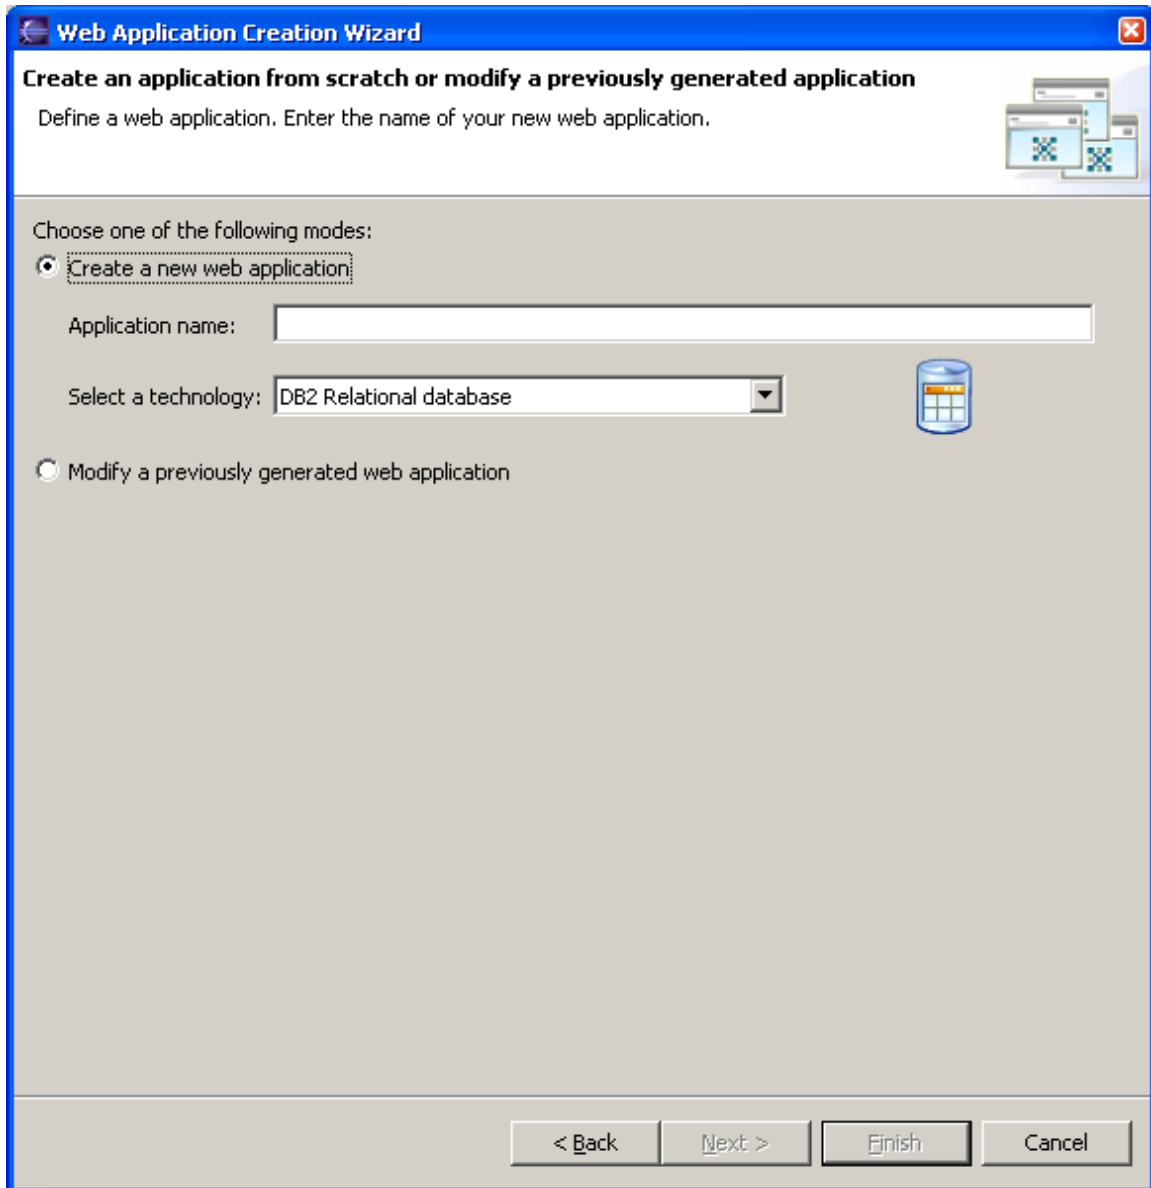 Web Application Creation Wizard
Create an application from scratch or modify a previously generated application
Define a web application. Enter the name of your new web application.
Choose one of the following modes:
Create a new web application
Application name:
Select a technology: DB2 Relational database
Modify a previously generated web application
< Back Next > Finish Cancel